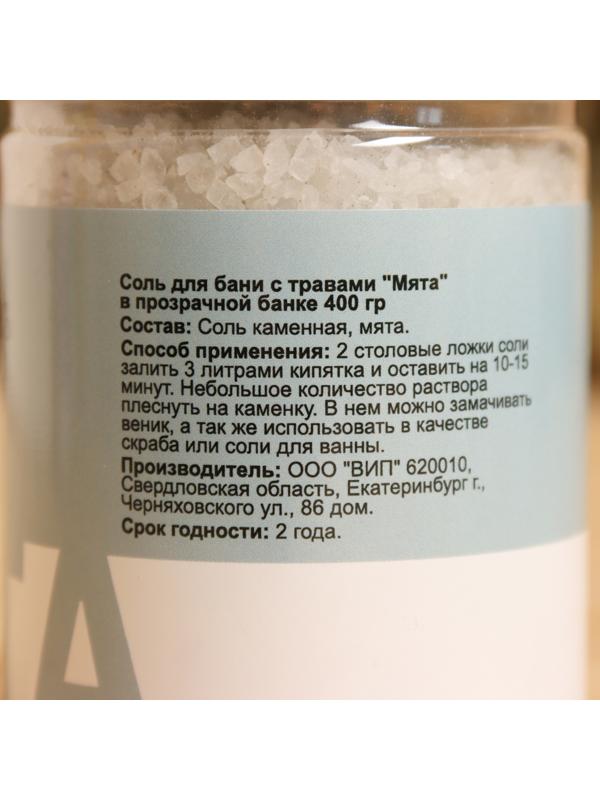 Соль для бани с травами "Мята"
в прозрачной банке 400 гр
Состав: Соль каменная, мята.
Способ применения: 2 столовые ложки соли
залить 3 литрами кипятка и оставить на 10-15
минут. Небольшое количество раствора
плеснуть на каменку. В нем можно замачивать
веник, а так же использовать в качестве
скраба или соли для ванны.
Производитель: ООО "ВИП" 620010,
Свердловская область, Екатеринбург г.,
Черняховского ул., 86 дом.
Срок годности: 2 года.
ТА